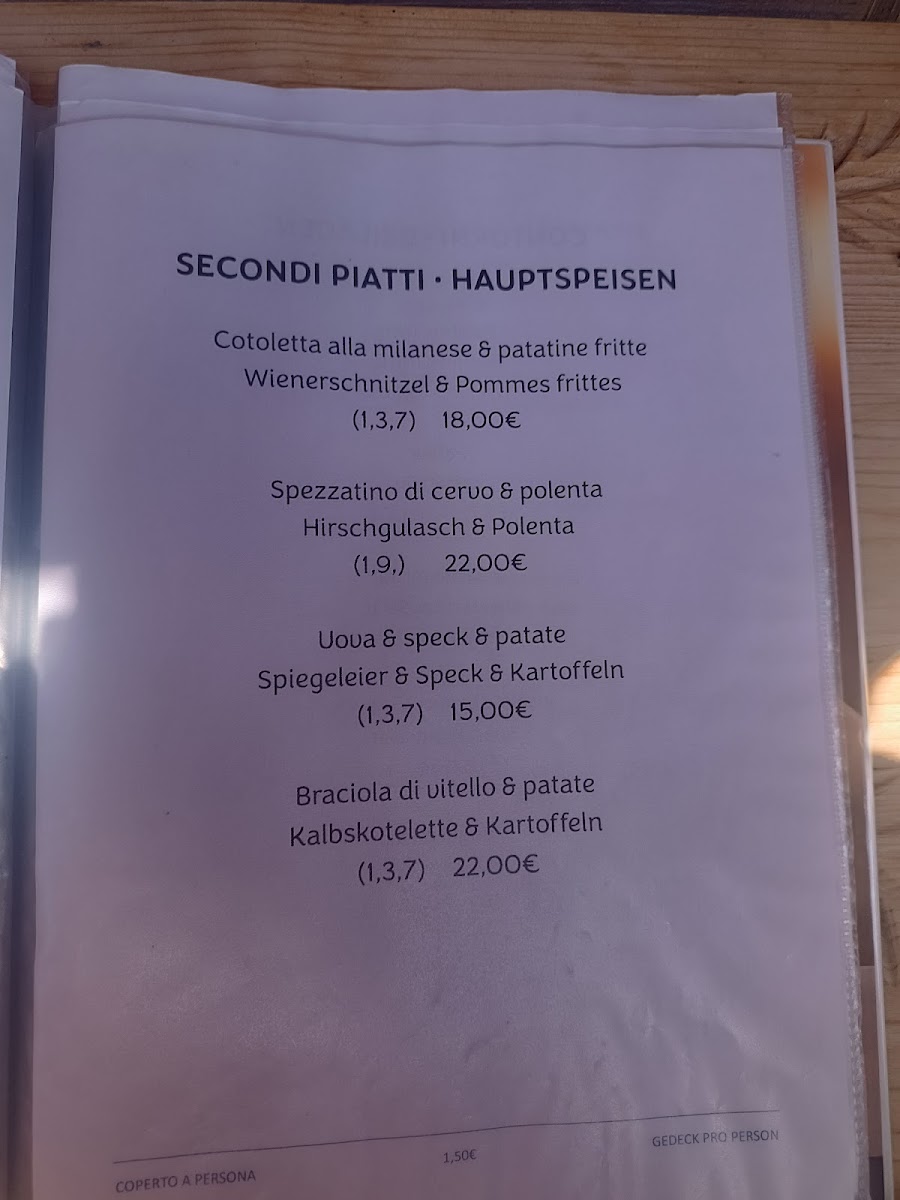 SECONDI PIATTI • HAUPTSPEISEN
Cotoletta alla milanese & patatine fritte
Wienerschnitzel & Pommes frittes
(1,3,7) 18,00€
Spezzatino di cervo & polenta
Hirschgulasch & Polenta
(1,9,) 22,00€
Uova & speck & patate
Spiegeleier & Speck & Kartoffeln
(1,3,7) 15,00€
Braciola di vitello & patate
Kalbskotelette & Kartoffeln
(1,3,7) 22,00€
COPERTO A PERSONA 1,50€ GEDECK PRO PERSON